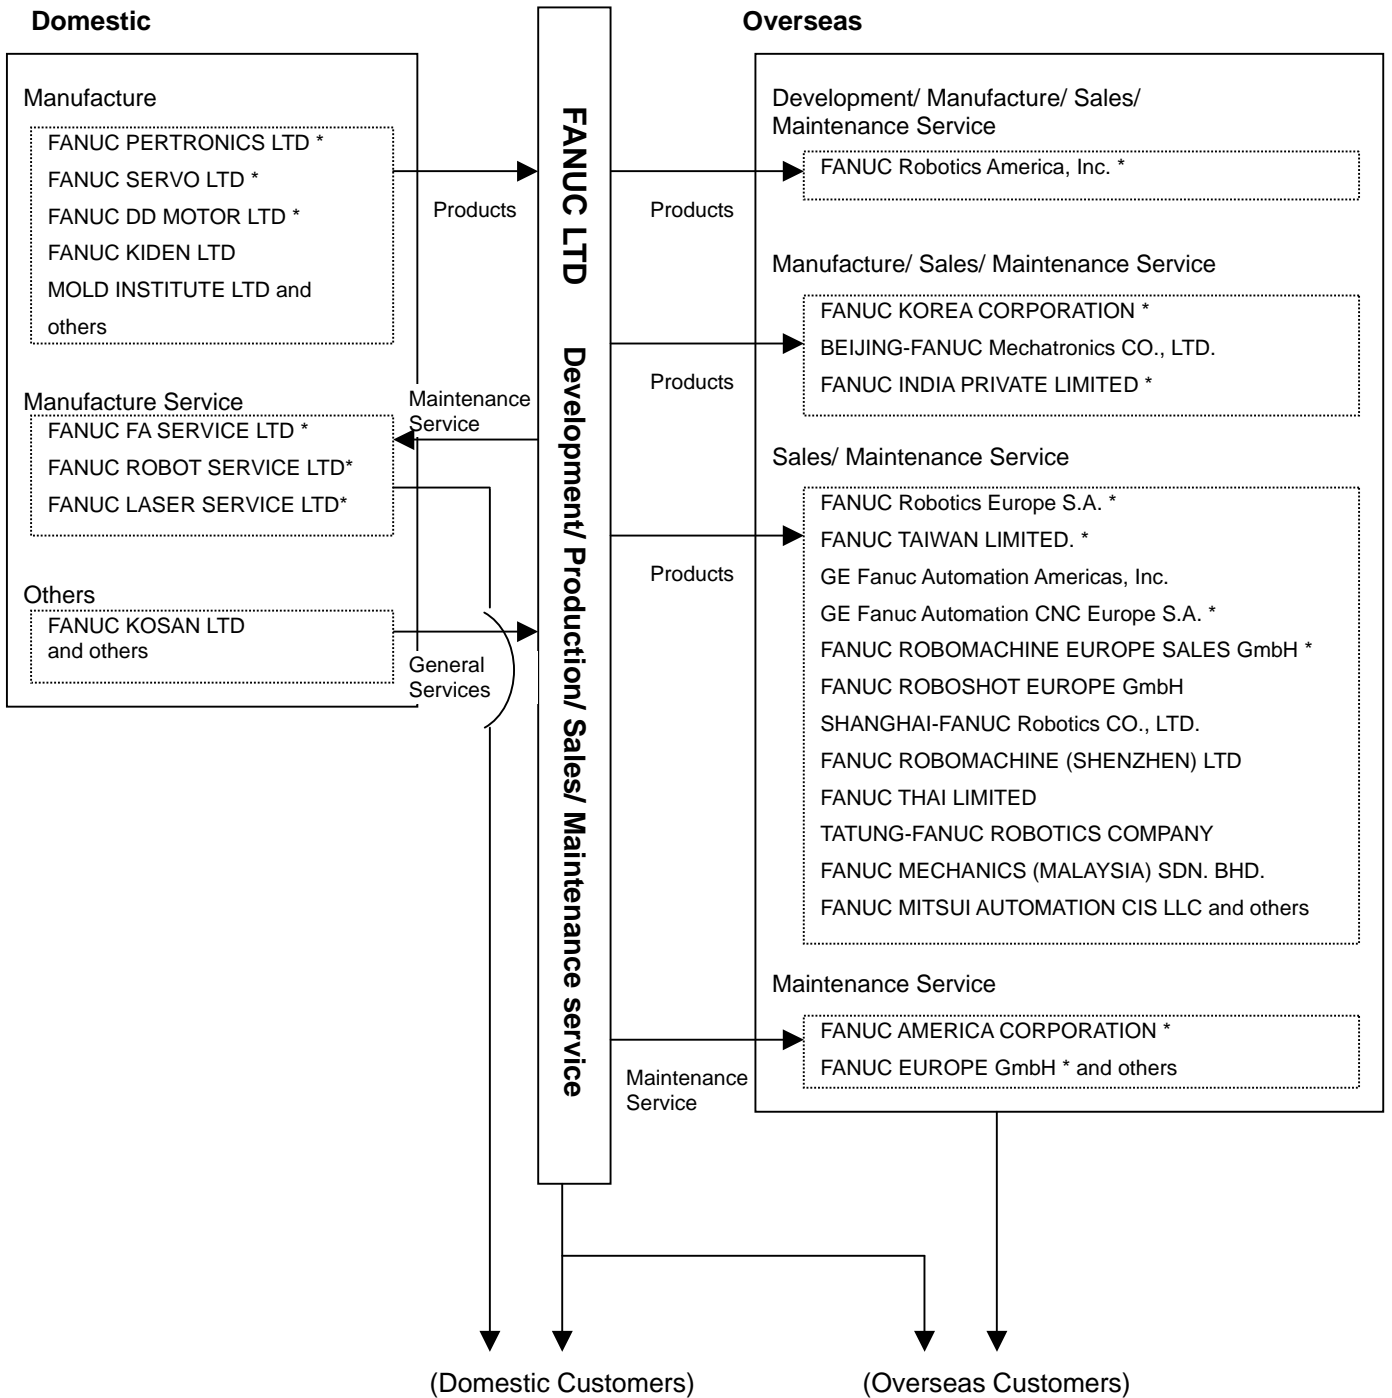 Domestic
Manufacture
FANUC PERTRONICS LTD *
FANUC SERVO LTD *
FANUC DD MOTOR LTD *
FANUC KIDEN LTD
MOLD INSTITUTE LTD and
others
Manufacture Service
FANUC FA SERVICE LTD *
FANUC ROBOT SERVICE LTD*
FANUC LASER SERVICE LTD*
Others
FANUC KOSAN LTD
and others
Products
Maintenance
Service
General
Services
FANUC LTD Development/ Production/ Sales/ Maintenance service
Products
Products
Products
Maintenance
Service
Overseas
Development/ Manufacture/ Sales/
Maintenance Service
FANUC Robotics America, Inc. *
Manufacture/ Sales/ Maintenance Service
FANUC KOREA CORPORATION *
BEIJING-FANUC Mechatronics CO., LTD.
FANUC INDIA PRIVATE LIMITED *
Sales/ Maintenance Service
FANUC Robotics Europe S.A. *
FANUC TAIWAN LIMITED. *
GE Fanuc Automation Americas, Inc.
GE Fanuc Automation CNC Europe S.A. *
FANUC ROBOMACHINE EUROPE SALES GmbH *
FANUC ROBOSHOT EUROPE GmbH
SHANGHAI-FANUC Robotics CO., LTD.
FANUC ROBOMACHINE (SHENZHEN) LTD
FANUC THAI LIMITED
TATUNG-FANUC ROBOTICS COMPANY
FANUC MECHANICS (MALAYSIA) SDN. BHD.
FANUC MITSUI AUTOMATION CIS LLC and others
Maintenance Service
FANUC AMERICA CORPORATION *
FANUC EUROPE GmbH * and others
(Domestic Customers)
(Overseas Customers)